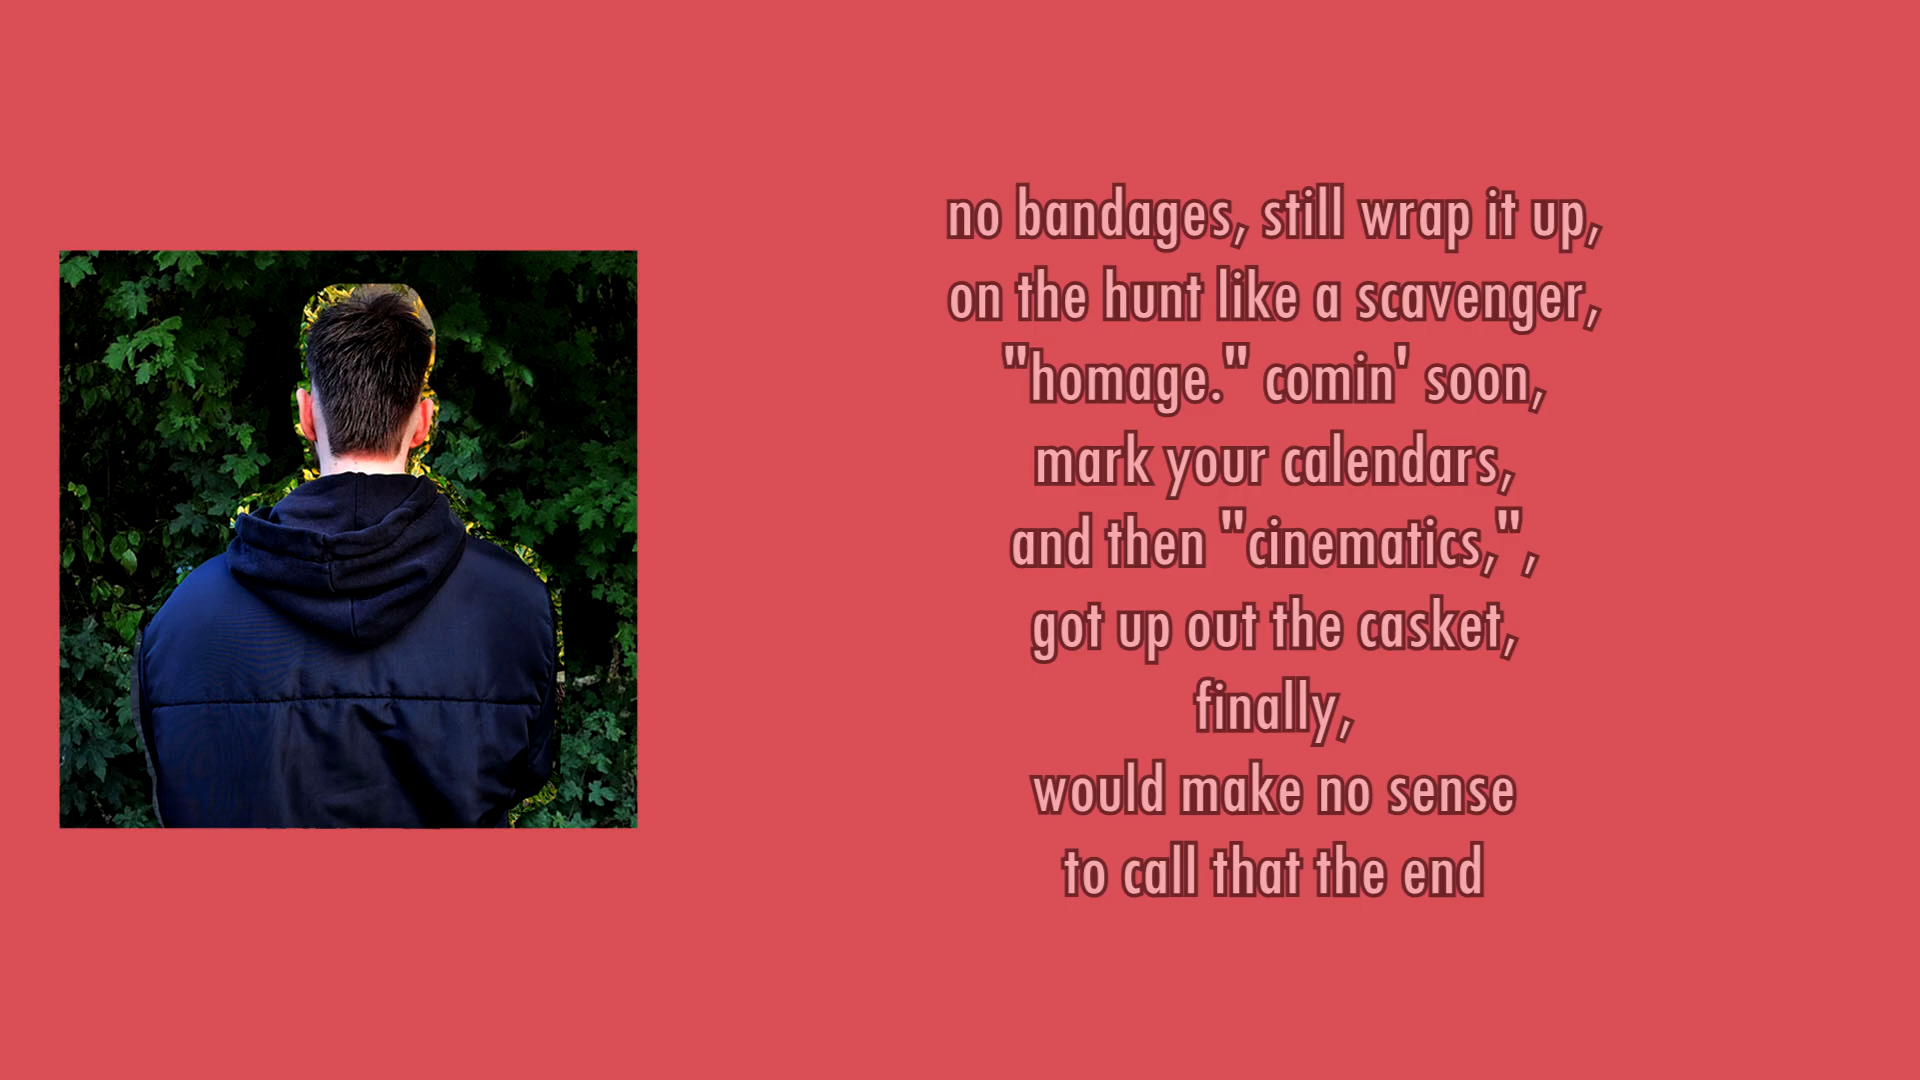 no bandages, still wrap it up,
on the hunt like a scavenger,
"homage." comin' soon,
mark your calendars,
and then "cinematics,",
got up out the casket,
finally,
would make no sense
to call that the end